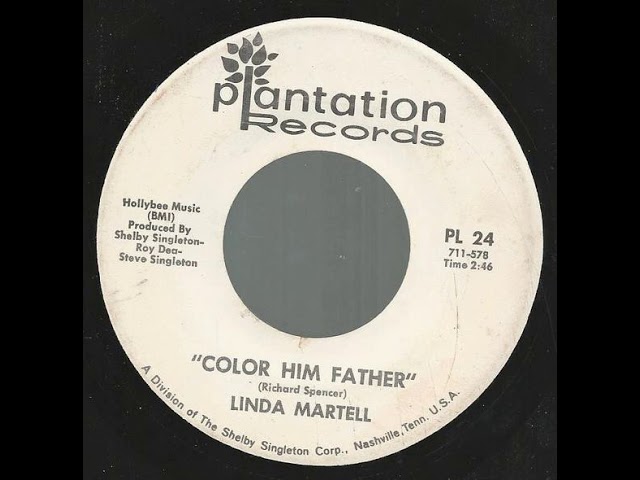 plantation
Records
Hollybee Music
(BMI)
Produced By
Shelby Singleton-
Roy Dea-
Steve Singleton
PL 24
711-578
Time 2:46
"COLOR HIM FATHER"
(Richard Spencer)
LINDA MARTELL
A Division of The Shelby Singleton Corp., Nashville, Tenn. U.S.A.